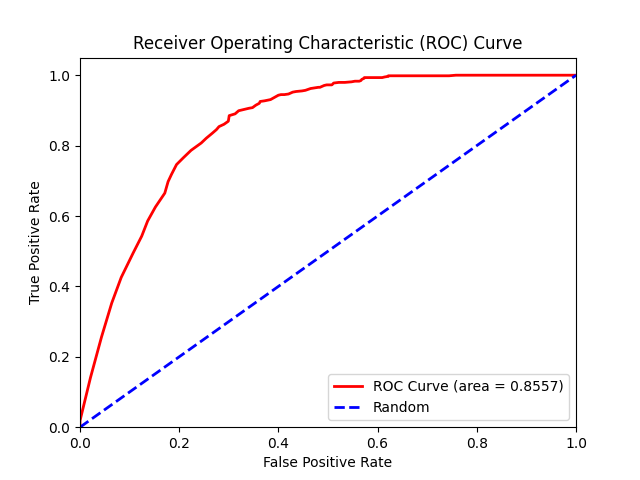 Receiver Operating Characteristic (ROC) Curve
True Positive Rate
1.0
0.8
0.6
0.4
0.2
0.0
ROC Curve (area = 0.8557)
Random
0.0 0.2 0.4 0.6 0.8 1.0
False Positive Rate